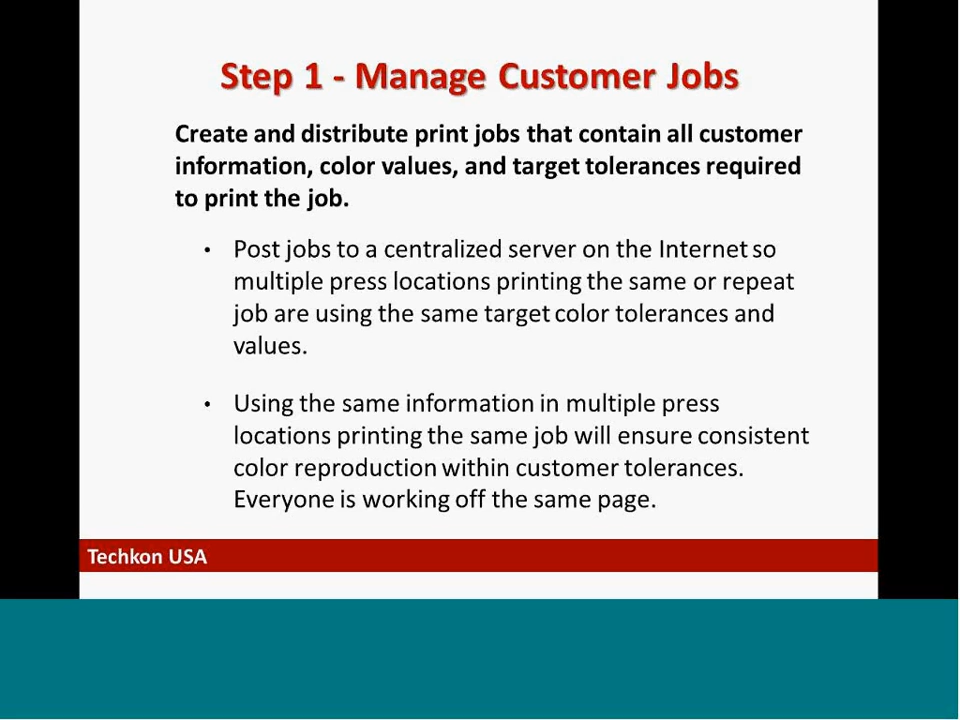 Step 1 - Manage Customer Jobs
Create and distribute print jobs that contain all customer
information, color values, and target tolerances required
to print the job.
• Post jobs to a centralized server on the Internet so
multiple press locations printing the same or repeat
job are using the same target color tolerances and
values.
• Using the same information in multiple press
locations printing the same job will ensure consistent
color reproduction within customer tolerances.
Everyone is working off the same page.
Techkon USA